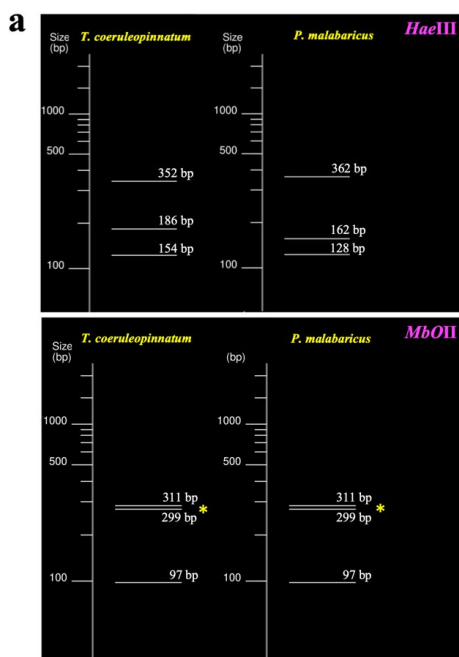 a
Size
(bp)
T. coeruleopinnatum
Size
(bp)
P. malabaricus
HaeIII
1000
500
100
352 bp
186 bp
154 bp
1000
500
100
362 bp
162 bp
128 bp
Size
(bp)
T. coeruleopinnatum
(bp)
P. malabaricus
MbOII
1000
500
100
311 bp
*
299 bp
97 bp
1000
500
100
311 bp
*
299 bp
97 bp